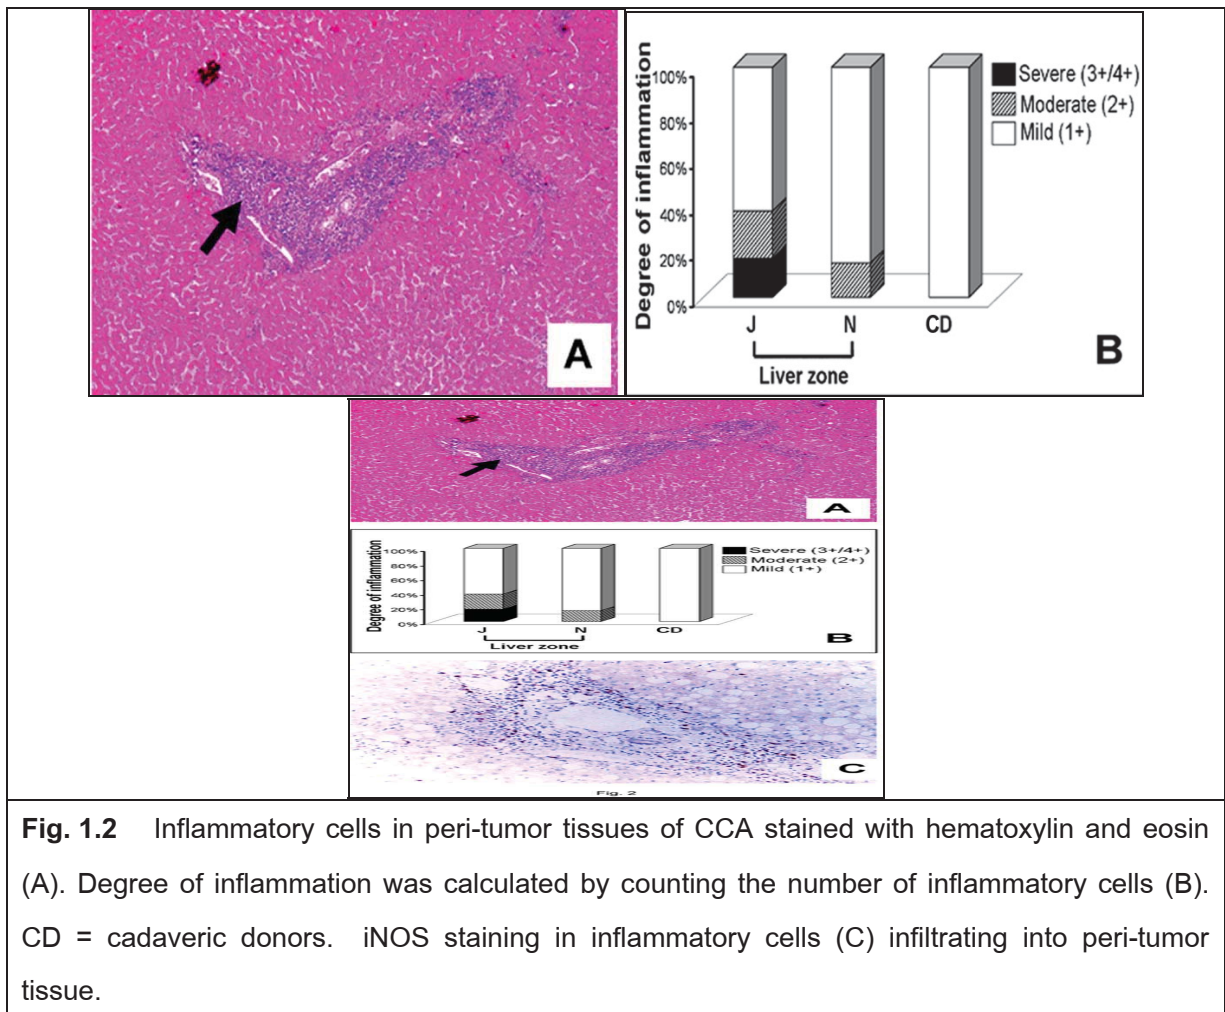 A
Degree of inflammation
100%
80%
60%
40%
20%
0%
J
N
CD
Liver zone
Severe (3+/4+)
Moderate (2+)
Mild (1+)
B
A
Degree of inflammation
100%
80%
60%
40%
20%
0%
J
N
CD
Liver zone
Severe (3+/4+)
Moderate (2+)
Mild (1+)
B
C
Fig. 2
Fig. 1.2 Inflammatory cells in peri-tumor tissues of CCA stained with hematoxylin and eosin
(A). Degree of inflammation was calculated by counting the number of inflammatory cells (B).
CD = cadaveric donors. iNOS staining in inflammatory cells (C) infiltrating into peri-tumor
tissue.